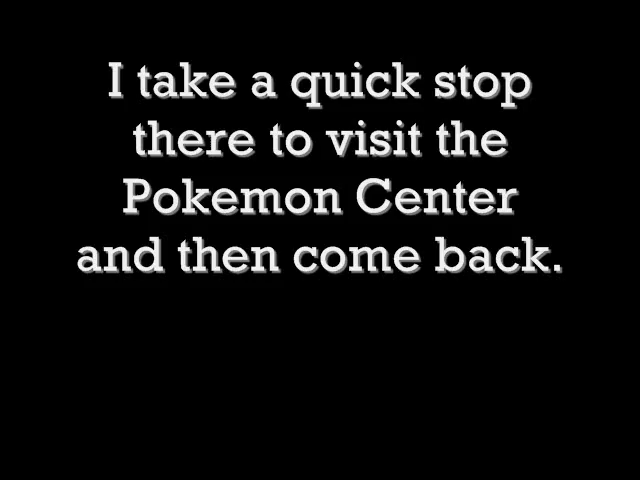 I take a quick stop
there to visit the
Pokemon Center
and then come back.